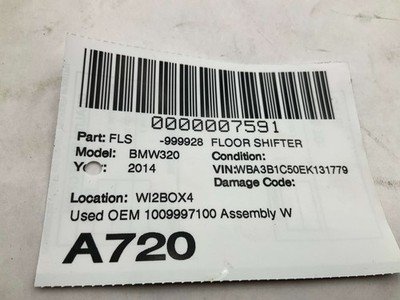 0000007591
Part: FLS -999928 FLOOR SHIFTER
Model: BMW320 Condition:
Year: 2014 VIN:WBA3B1C50EK131779
Damage Code:
Location: WI2BOX4
Used OEM 1009997100 Assembly W
A720